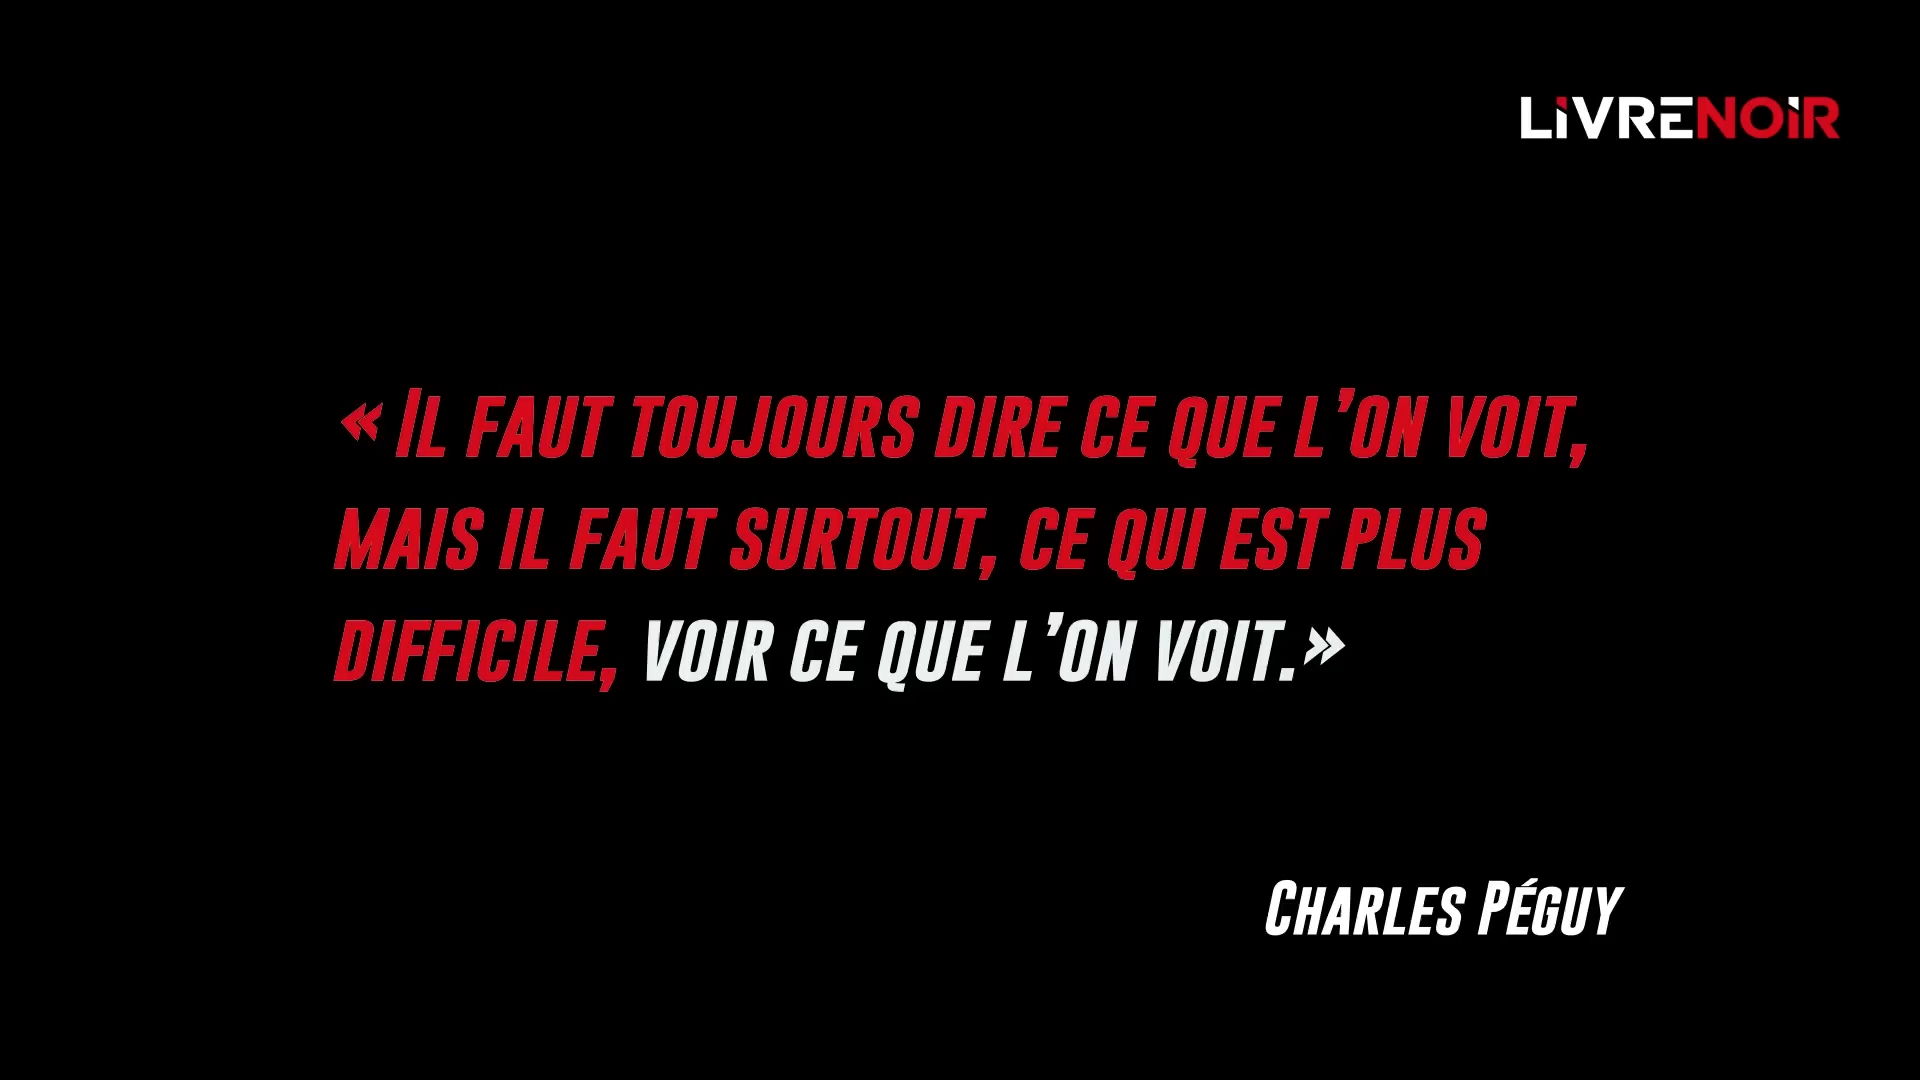 LIVRENOIR
« IL FAUT TOUJOURS DIRE CE QUE L’ON VOIT,
MAIS IL FAUT SURTOUT, CE QUI EST PLUS
DIFFICILE, VOIR CE QUE L’ON VOIT.»
CHARLES PÉGUY